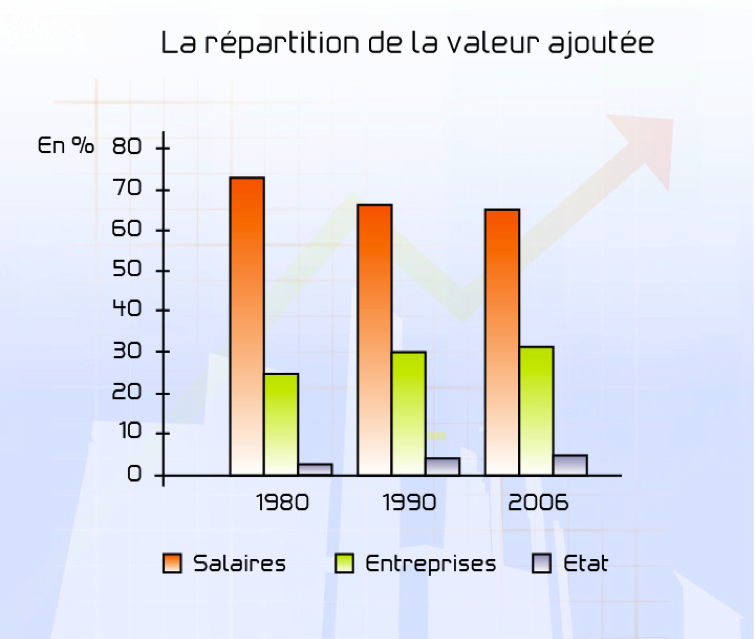 La répartition de la valeur ajoutée
En %
80
70
60
50
40
30
20
10
0
1980 1990 2006
Salaires Entreprises Etat